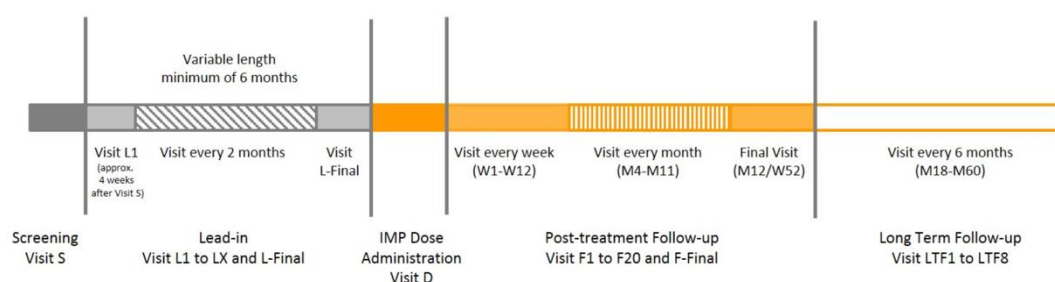 Variable length
minimum of 6 months
Visit L1
(approx.
4 weeks
after Visit S)
Visit every 2 months
Visit
L-Final
Visit every week
(W1-W12)
Visit every month
(M4-M11)
Final Visit
(M12/W52)
Visit every 6 months
(M18-M60)
Screening
Visit S
Lead-in
Visit L1 to LX and L-Final
IMP Dose
Administration
Visit D
Post-treatment Follow-up
Visit F1 to F20 and F-Final
Long Term Follow-up
Visit LTF1 to LTF8